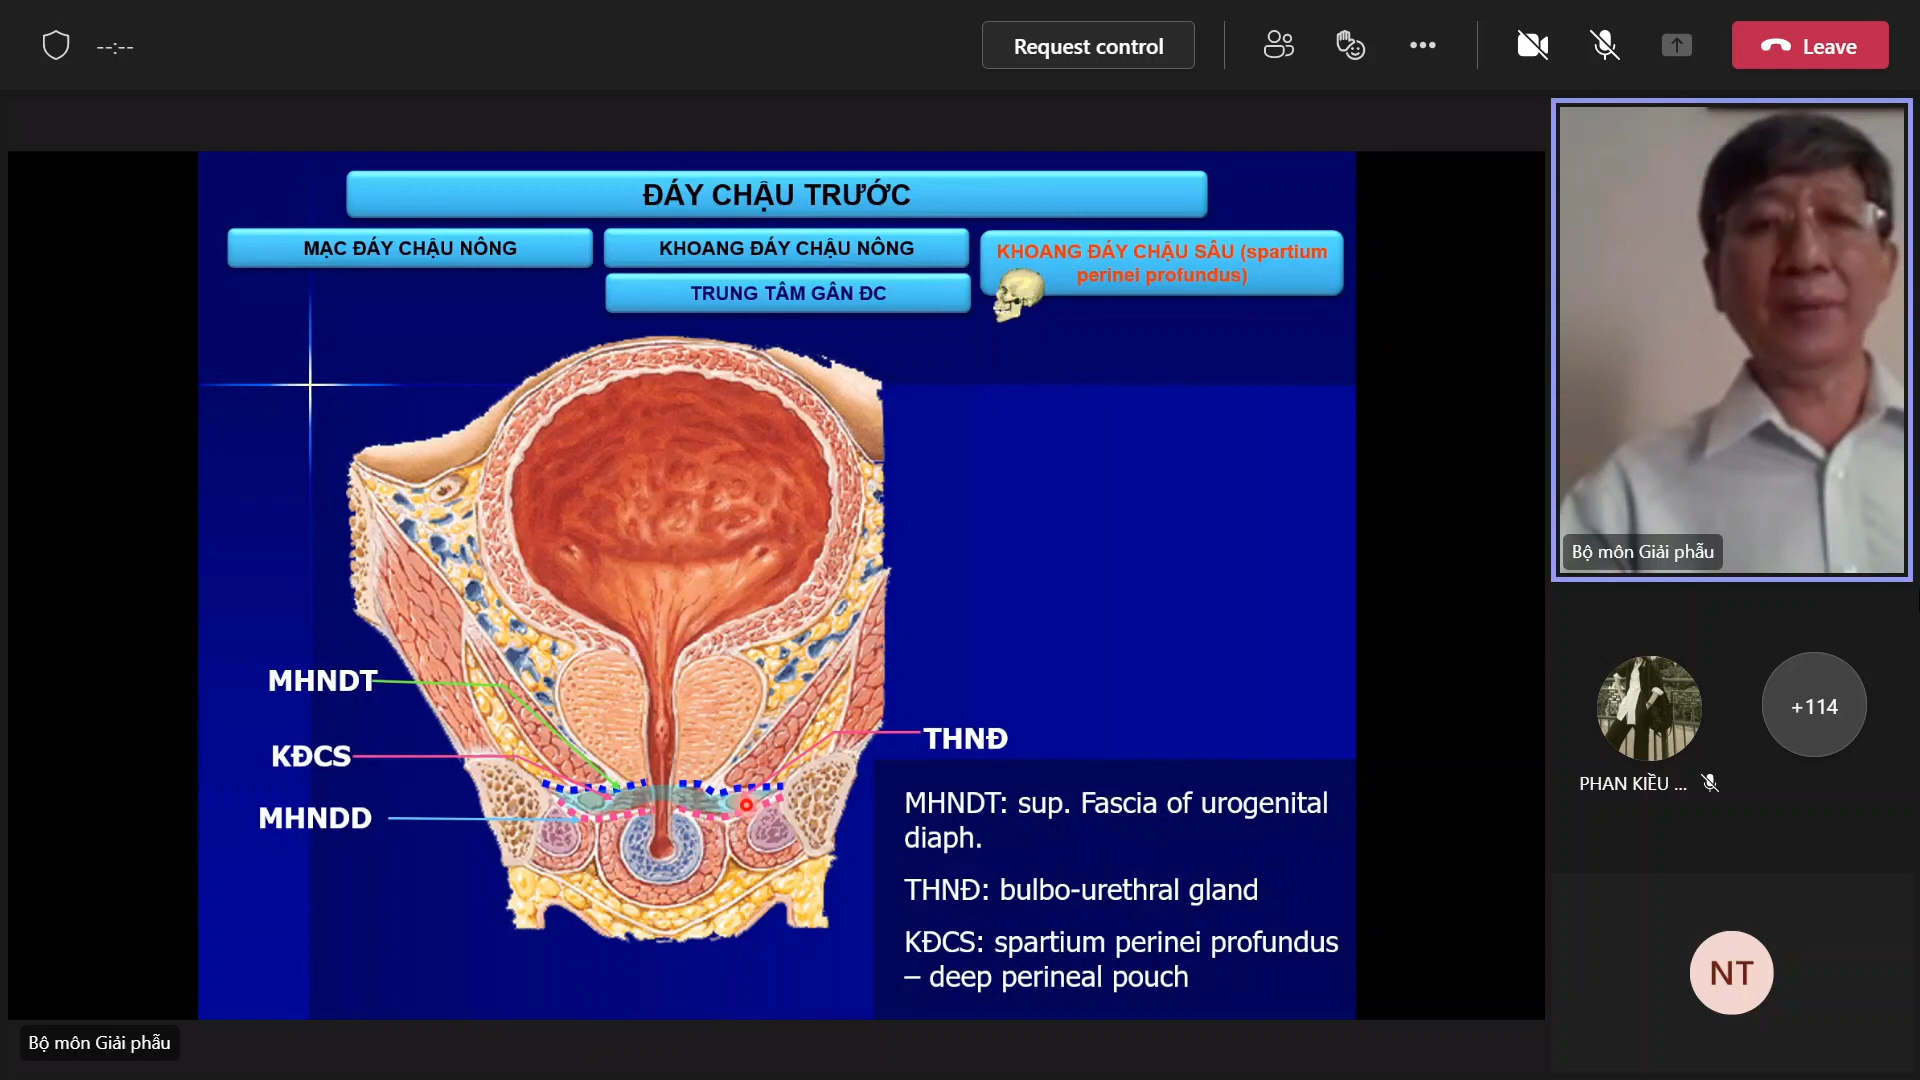 --:--
Request control
Leave
ĐÁY CHẬU TRƯỚC
MẠC ĐÁY CHẬU NÔNG
KHOANG ĐÁY CHẬU NÔNG
KHOANG ĐÁY CHẬU SÂU (spartium
perinei profundus)
TRUNG TÂM GÂN ĐC
MHNDT
KĐCS
MHNDD
THNĐ
MHNDT: sup. Fascia of urogenital
diaph.
THNĐ: bulbo-urethral gland
KĐCS: spartium perinei profundus
– deep perineal pouch
Bộ môn Giải phẫu
+114
PHAN KIỀU ...
NT
Bộ môn Giải phẫu